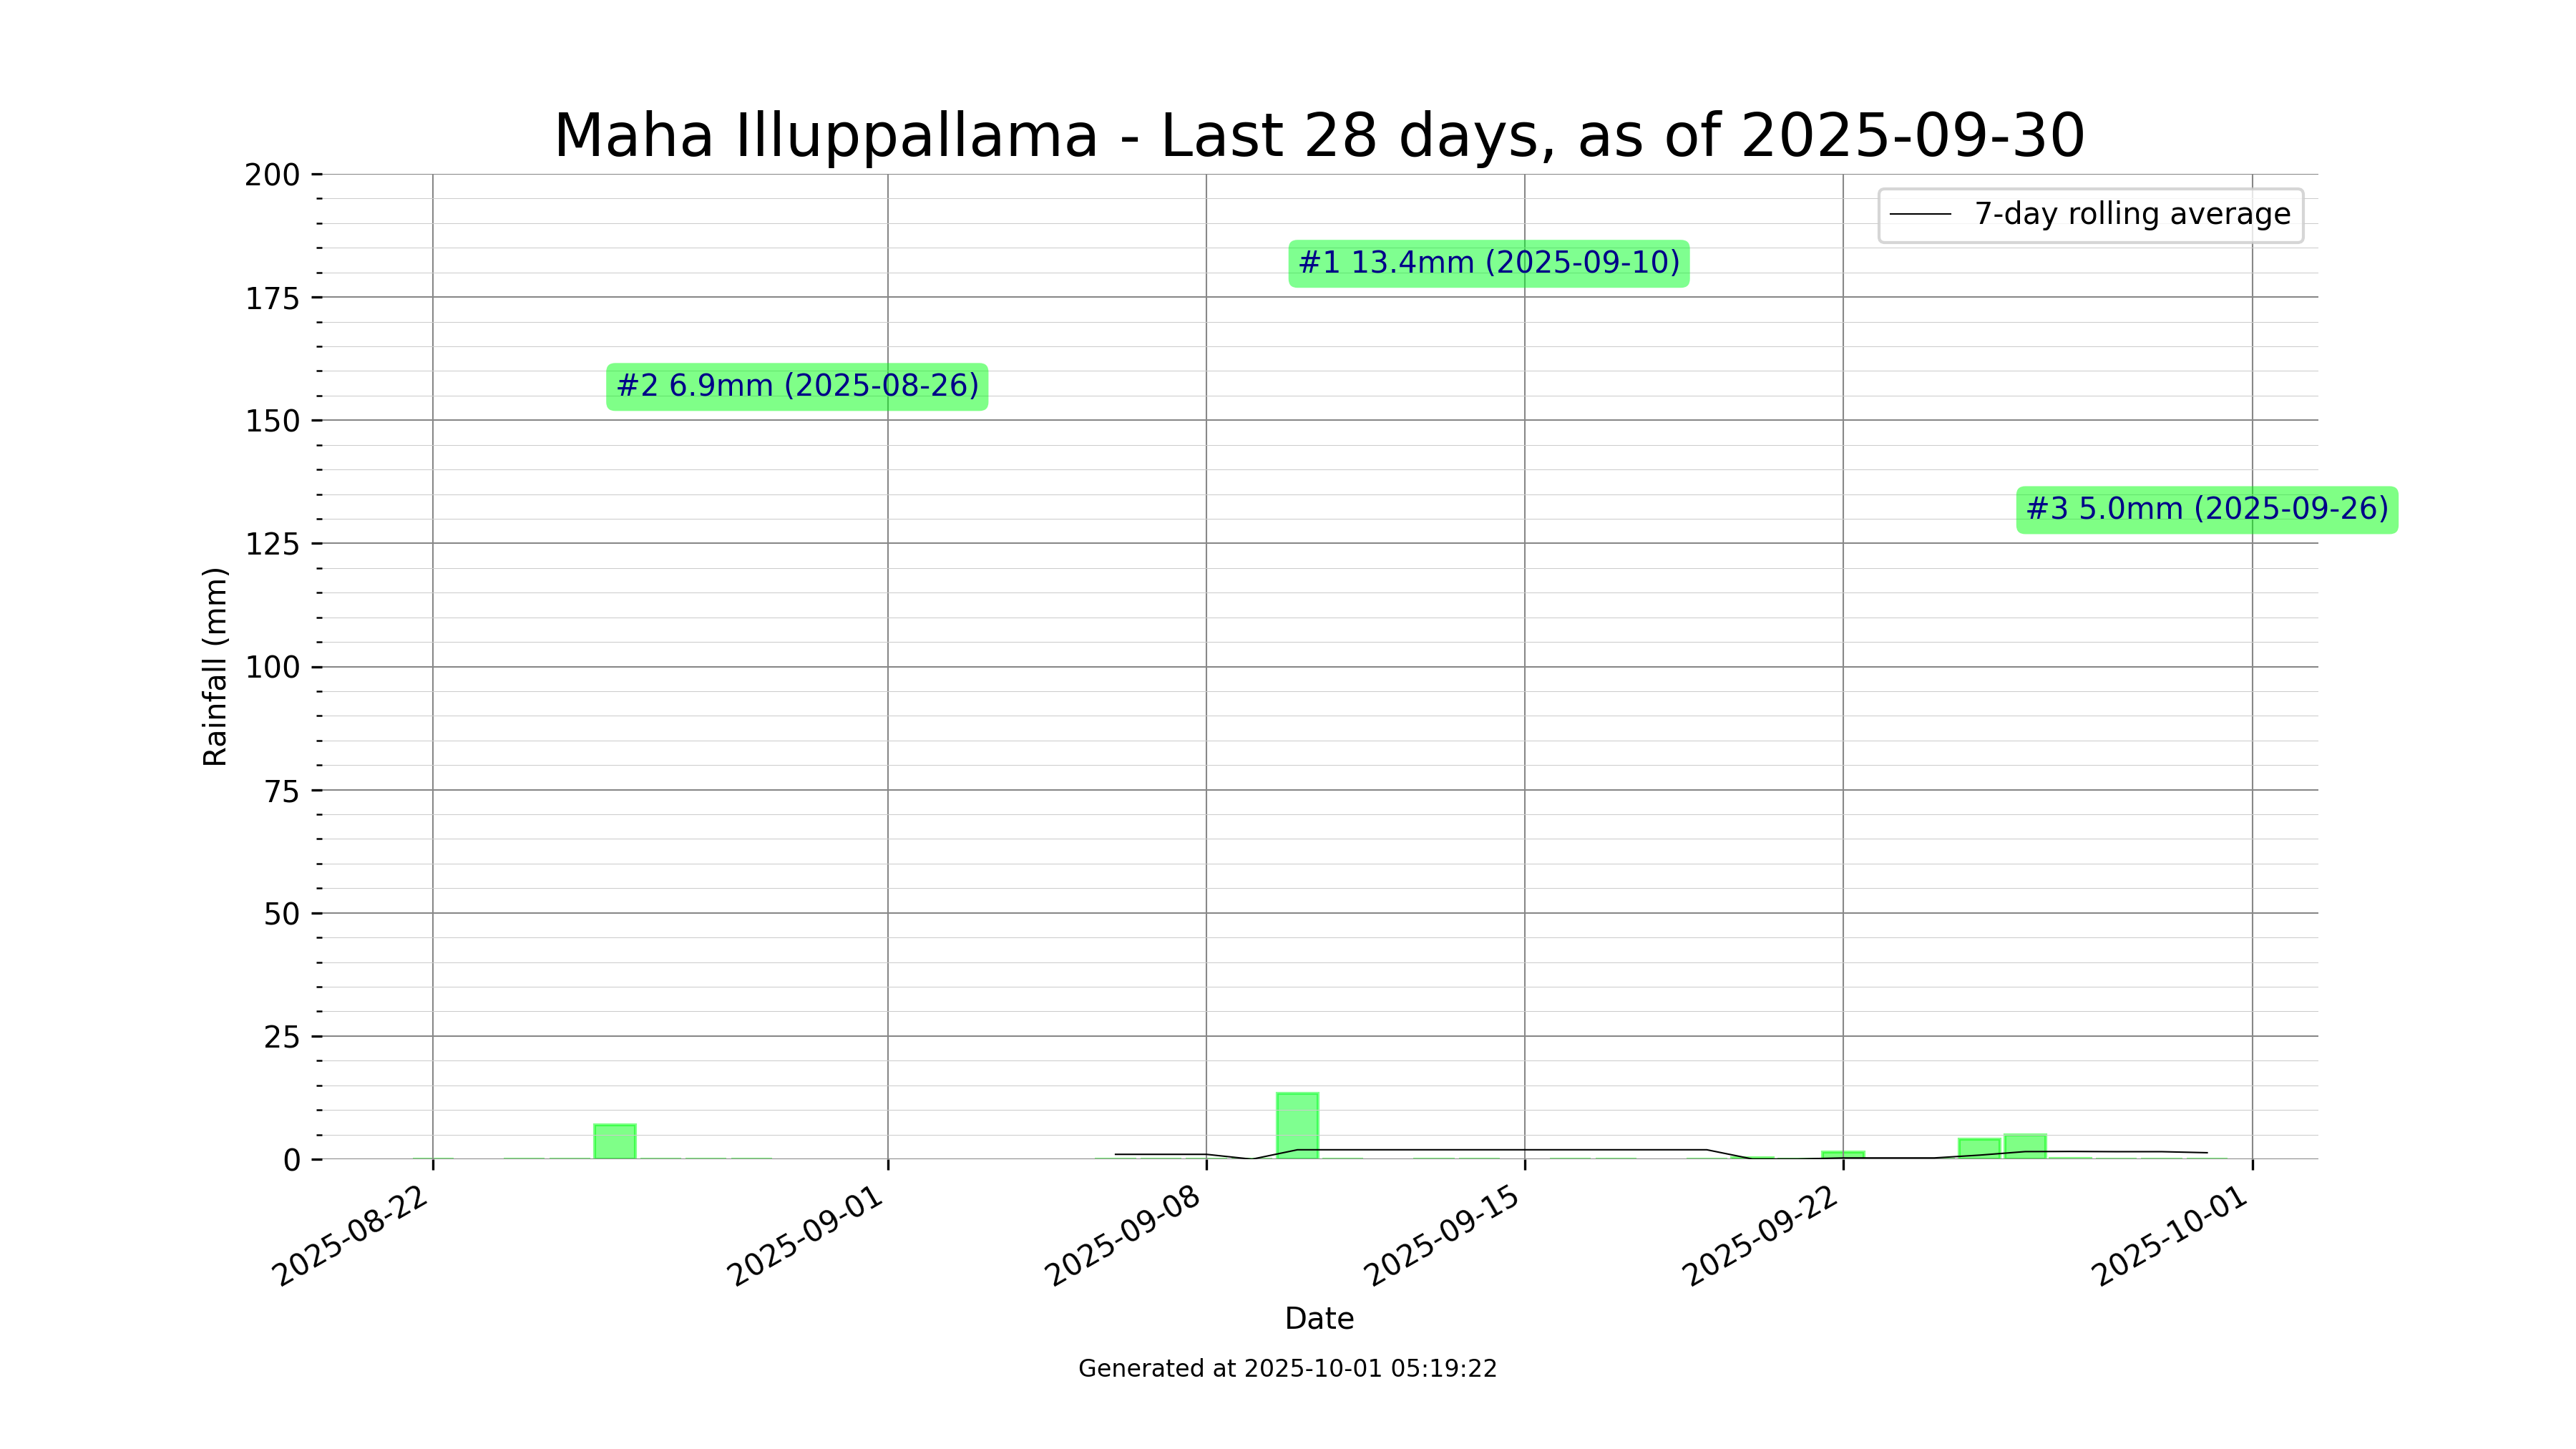 Maha Illuppallama - Last 28 days, as of 2025-09-30
7-day rolling average
#1 13.4mm (2025-09-10)
#2 6.9mm (2025-08-26)
#3 5.0mm (2025-09-26)
Rainfall (mm)
200
175
150
125
100
75
50
25
0
2025-08-22
2025-09-01
2025-09-08
2025-09-15
2025-09-22
2025-10-01
Date
Generated at 2025-10-01 05:19:22